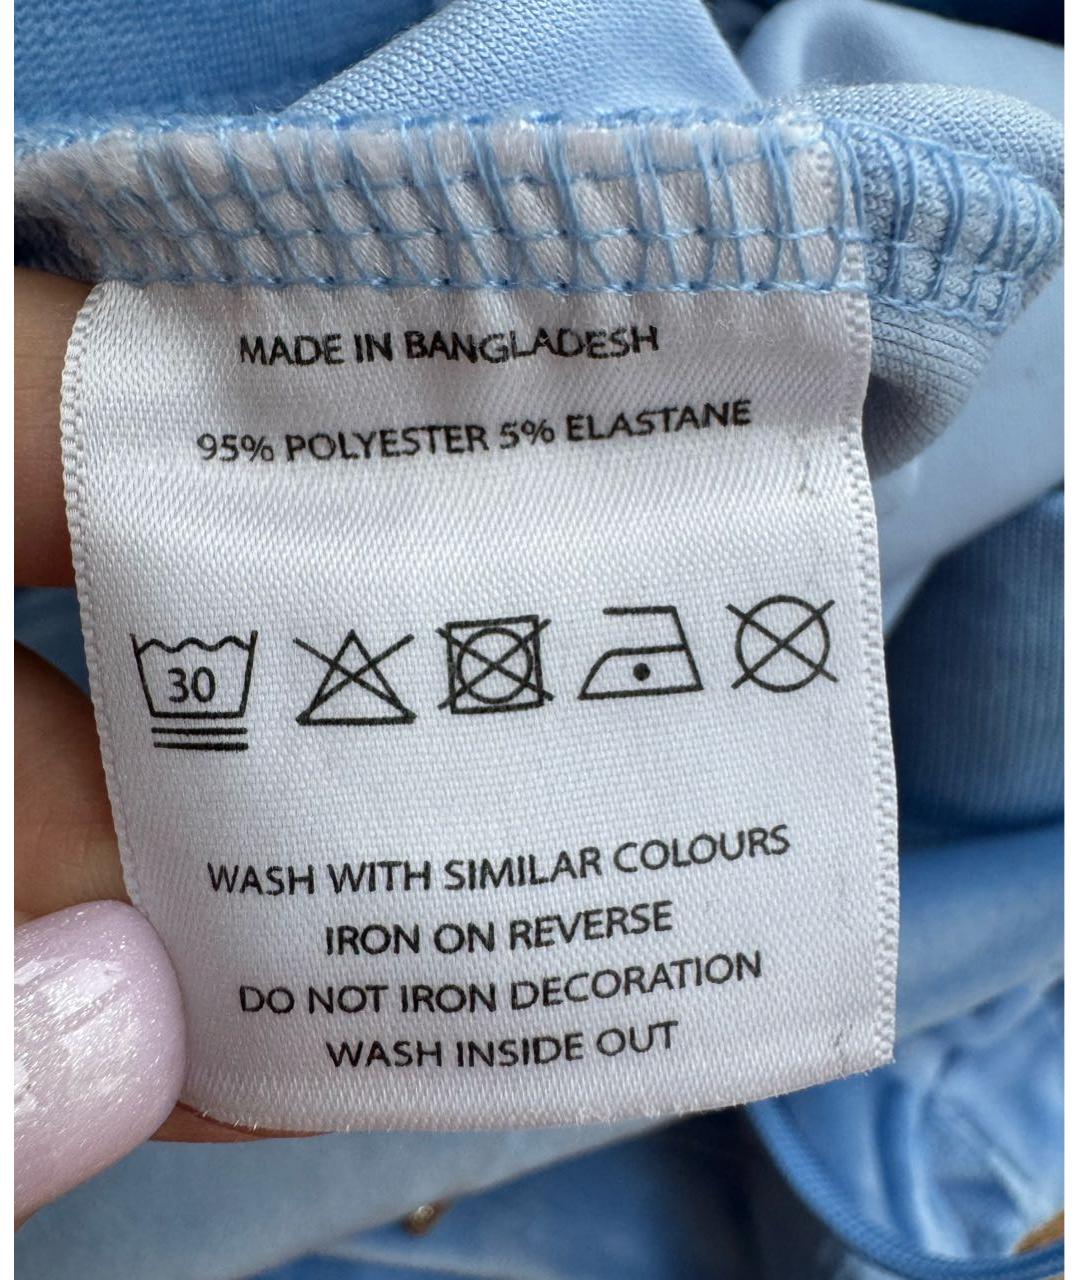 MADE IN BANGLADESH
95% POLYESTER 5% ELASTANE
30
WASH WITH SIMILAR COLOURS
IRON ON REVERSE
DO NOT IRON DECORATION
WASH INSIDE OUT